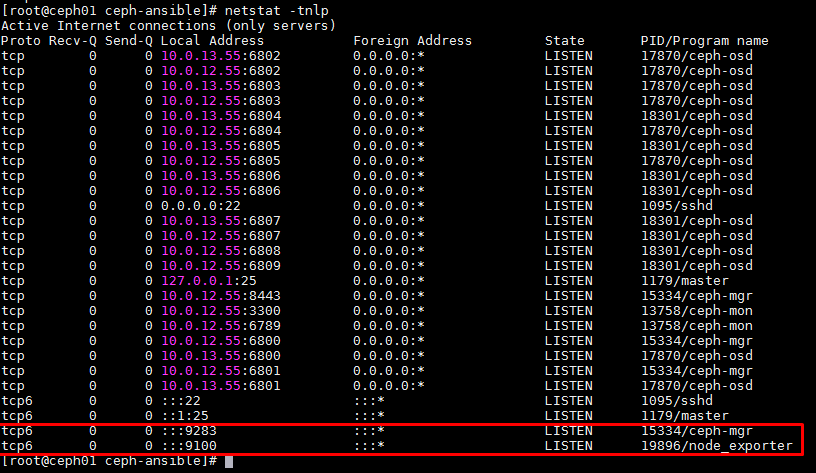 [root@ceph01 ceph-ansible]# netstat -tnlp
Active Internet connections (only servers)
Proto Recv-Q Send-Q Local Address           Foreign Address         State       PID/Program name
tcp        0      0 10.0.13.55:6802         0.0.0.0:*               LISTEN      17870/ceph-osd
tcp        0      0 10.0.12.55:6802         0.0.0.0:*               LISTEN      17870/ceph-osd
tcp        0      0 10.0.13.55:6803         0.0.0.0:*               LISTEN      17870/ceph-osd
tcp        0      0 10.0.12.55:6803         0.0.0.0:*               LISTEN      17870/ceph-osd
tcp        0      0 10.0.13.55:6804         0.0.0.0:*               LISTEN      18301/ceph-osd
tcp        0      0 10.0.12.55:6804         0.0.0.0:*               LISTEN      17870/ceph-osd
tcp        0      0 10.0.13.55:6805         0.0.0.0:*               LISTEN      18301/ceph-osd
tcp        0      0 10.0.12.55:6805         0.0.0.0:*               LISTEN      17870/ceph-osd
tcp        0      0 10.0.13.55:6806         0.0.0.0:*               LISTEN      18301/ceph-osd
tcp        0      0 10.0.12.55:6806         0.0.0.0:*               LISTEN      18301/ceph-osd
tcp        0      0 0.0.0.0:22              0.0.0.0:*               LISTEN      1095/sshd
tcp        0      0 10.0.13.55:6807         0.0.0.0:*               LISTEN      18301/ceph-osd
tcp        0      0 10.0.12.55:6807         0.0.0.0:*               LISTEN      18301/ceph-osd
tcp        0      0 10.0.12.55:6808         0.0.0.0:*               LISTEN      18301/ceph-osd
tcp        0      0 10.0.12.55:6809         0.0.0.0:*               LISTEN      18301/ceph-osd
tcp        0      0 127.0.0.1:25            0.0.0.0:*               LISTEN      1179/master
tcp        0      0 10.0.12.55:8443         0.0.0.0:*               LISTEN      15334/ceph-mgr
tcp        0      0 10.0.12.55:3300         0.0.0.0:*               LISTEN      13758/ceph-mon
tcp        0      0 10.0.12.55:6789         0.0.0.0:*               LISTEN      13758/ceph-mon
tcp        0      0 10.0.12.55:6800         0.0.0.0:*               LISTEN      15334/ceph-mgr
tcp        0      0 10.0.13.55:6800         0.0.0.0:*               LISTEN      17870/ceph-osd
tcp        0      0 10.0.12.55:6801         0.0.0.0:*               LISTEN      15334/ceph-mgr
tcp        0      0 10.0.13.55:6801         0.0.0.0:*               LISTEN      17870/ceph-osd
tcp6       0      0 :::22                   :::*                    LISTEN      1095/sshd
tcp6       0      0 ::1:25                  :::*                    LISTEN      1179/master
tcp6       0      0 :::9283                 :::*                    LISTEN      15334/ceph-mgr
tcp6       0      0 :::9100                 :::*                    LISTEN      19896/node_exporter
[root@ceph01 ceph-ansible]#